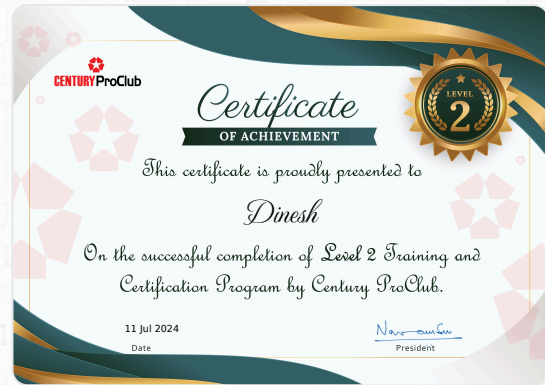 CENTURY ProClub
Certificate
OF ACHIEVEMENT
LEVEL
2
This certificate is proudly presented to
Dinesh
On the successful completion of Level 2 Training and
Certification Program by Century ProClub.
11 Jul 2024
Date
President